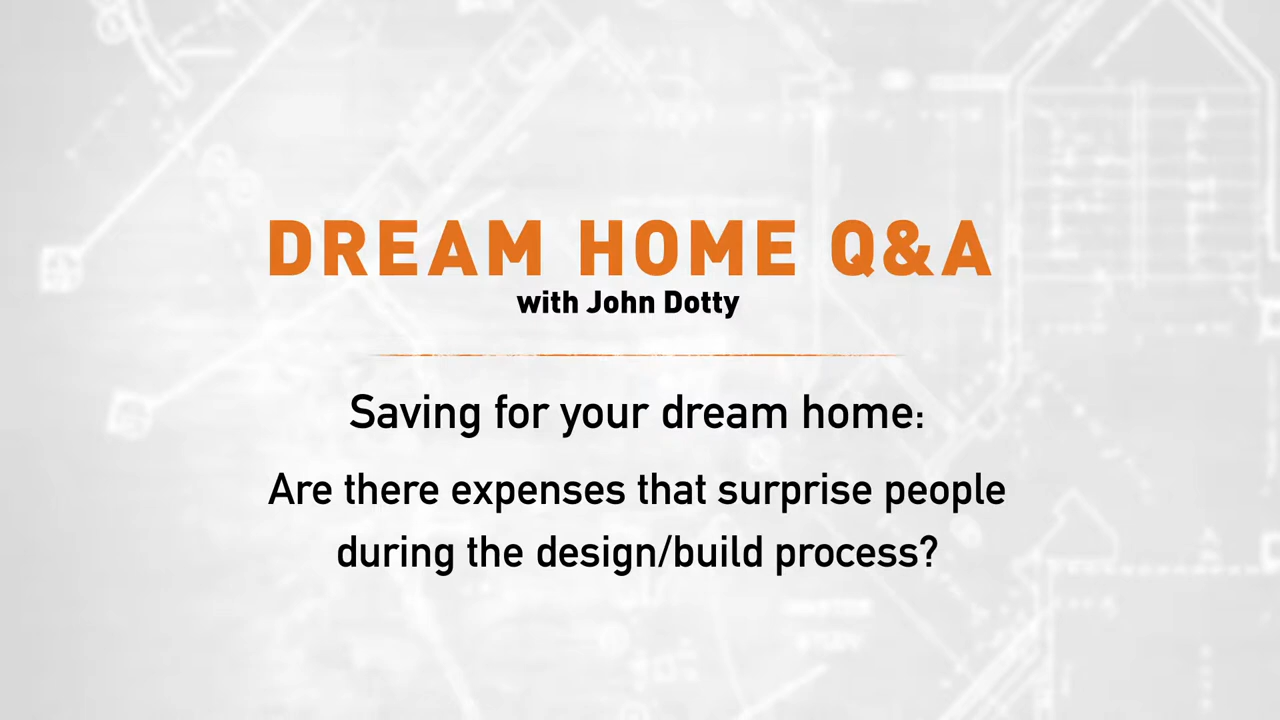 DREAM HOME Q&A
with John Dotty
Saving for your dream home:
Are there expenses that surprise people
during the design/build process?